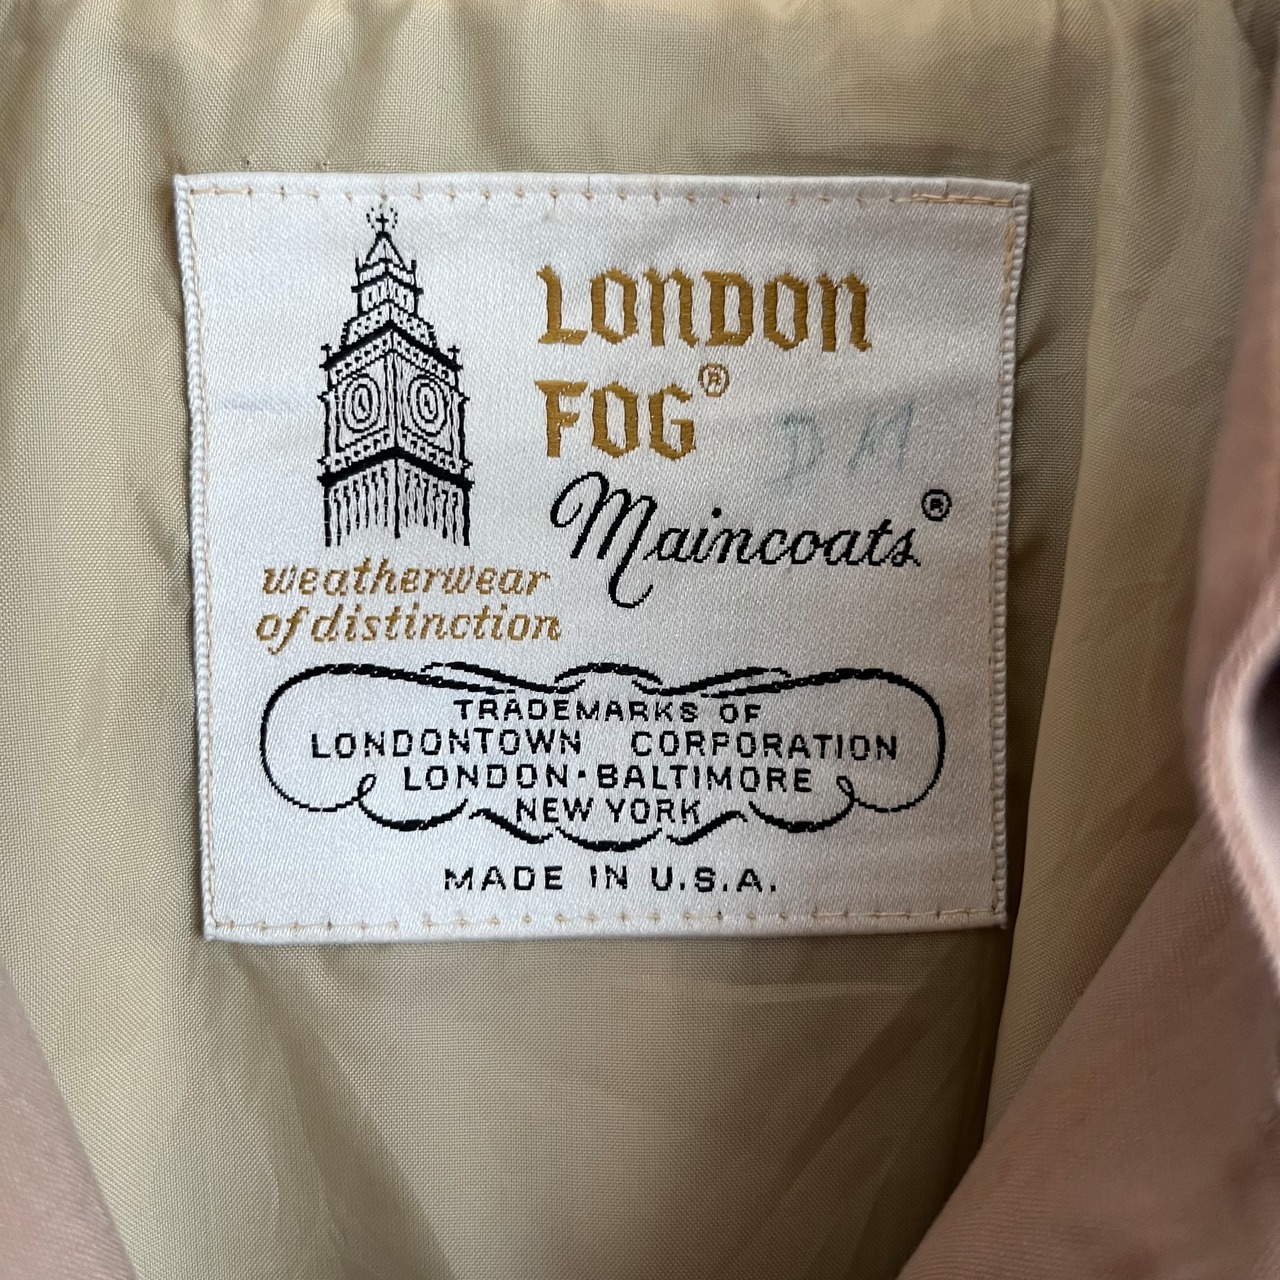 LONDON
FOG®
Maincoats®
weatherwear
of distinction
TRADEMARKS OF
LONDONTOWN CORPORATION
LONDON·BALTIMORE
NEW YORK
MADE IN U.S.A.